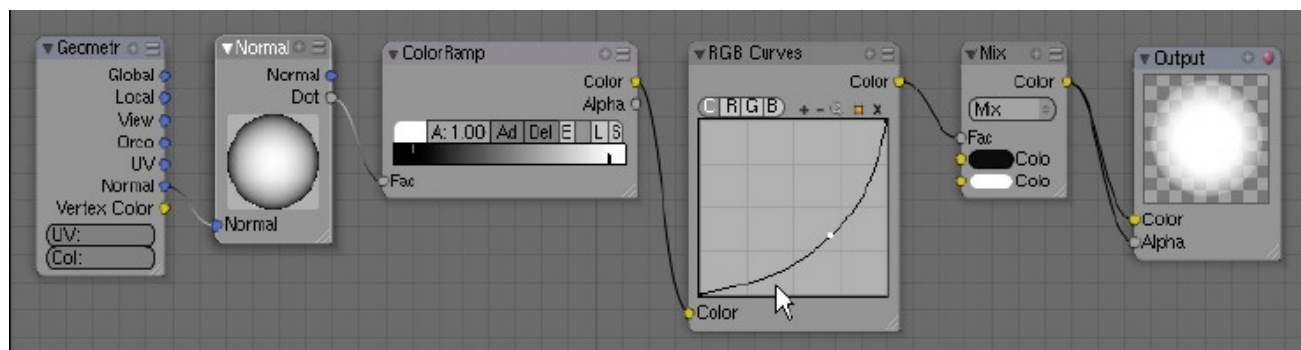 Geometr
Global
Local
View
Orco
UV
Normal
Vertex Color
UV:
Col:
Normal
Normal
Dot
Normal
ColorRamp
Color
Alpha
A: 1.00 Ad Del E L S
Fac
RGB Curves
Color
C R G B + - x
Color
Mix
Color
Mix
Fac
Colo
Colo
Output
Color
Alpha